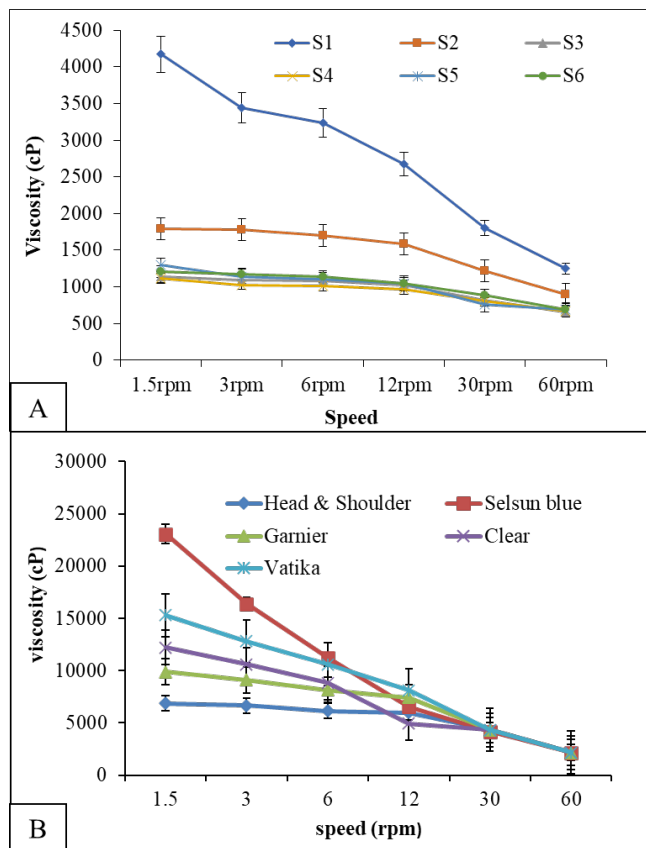 4500
4000
3500
3000
2500
2000
1500
1000
500
0
Viscosity (cP)
S1 S2 S3
S4 S5 S6
1.5rpm 3rpm 6rpm 12rpm 30rpm 60rpm
Speed
A
30000
25000
20000
15000
10000
5000
0
viscosity (cP)
Head & Shoulder Selsun blue
Garnier Clear
Vatika
1.5 3 6 12 30 60
speed (rpm)
B